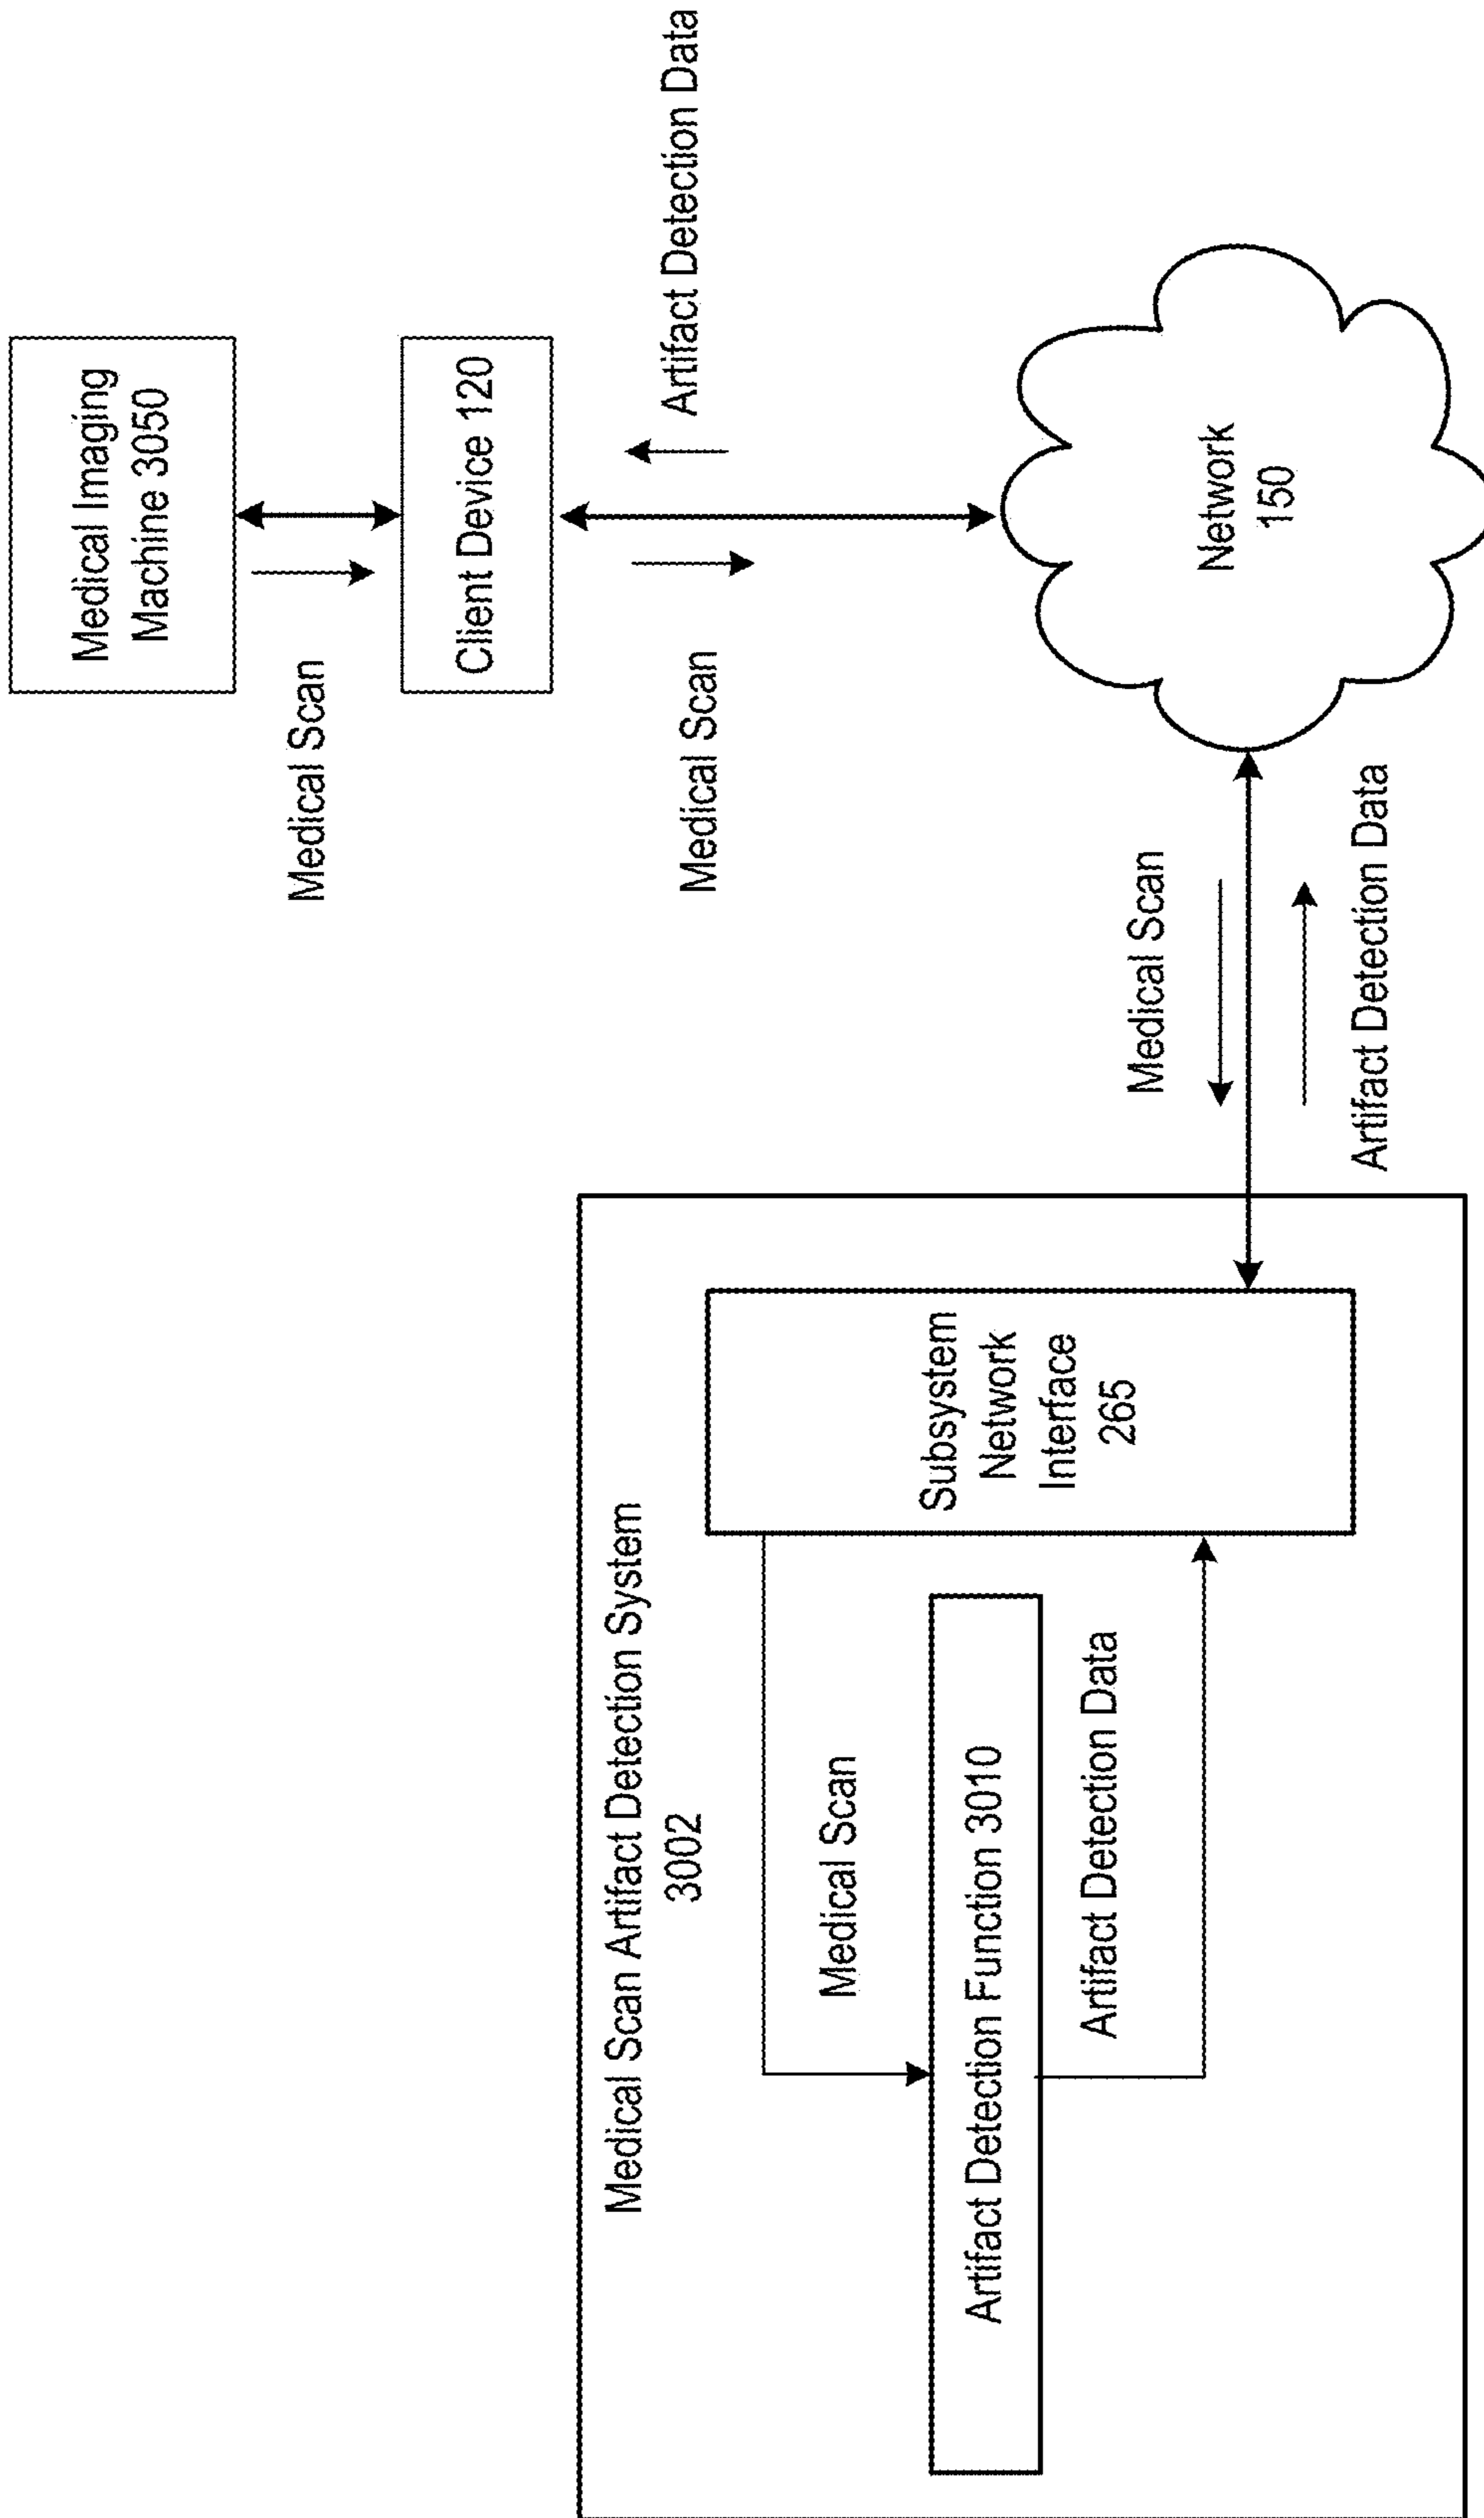 Medical Scan Artifact Detection System
3002
Medical Scan
Artifact Detection Function 3010
Artifact Detection Data
Subsystem
Network
Interface
265
Medical Scan
Artifact Detection Data
Medical Imaging
Machine 3050
Medical Scan
Client Device 120
Medical Scan
Artifact Detection Data
Network
150